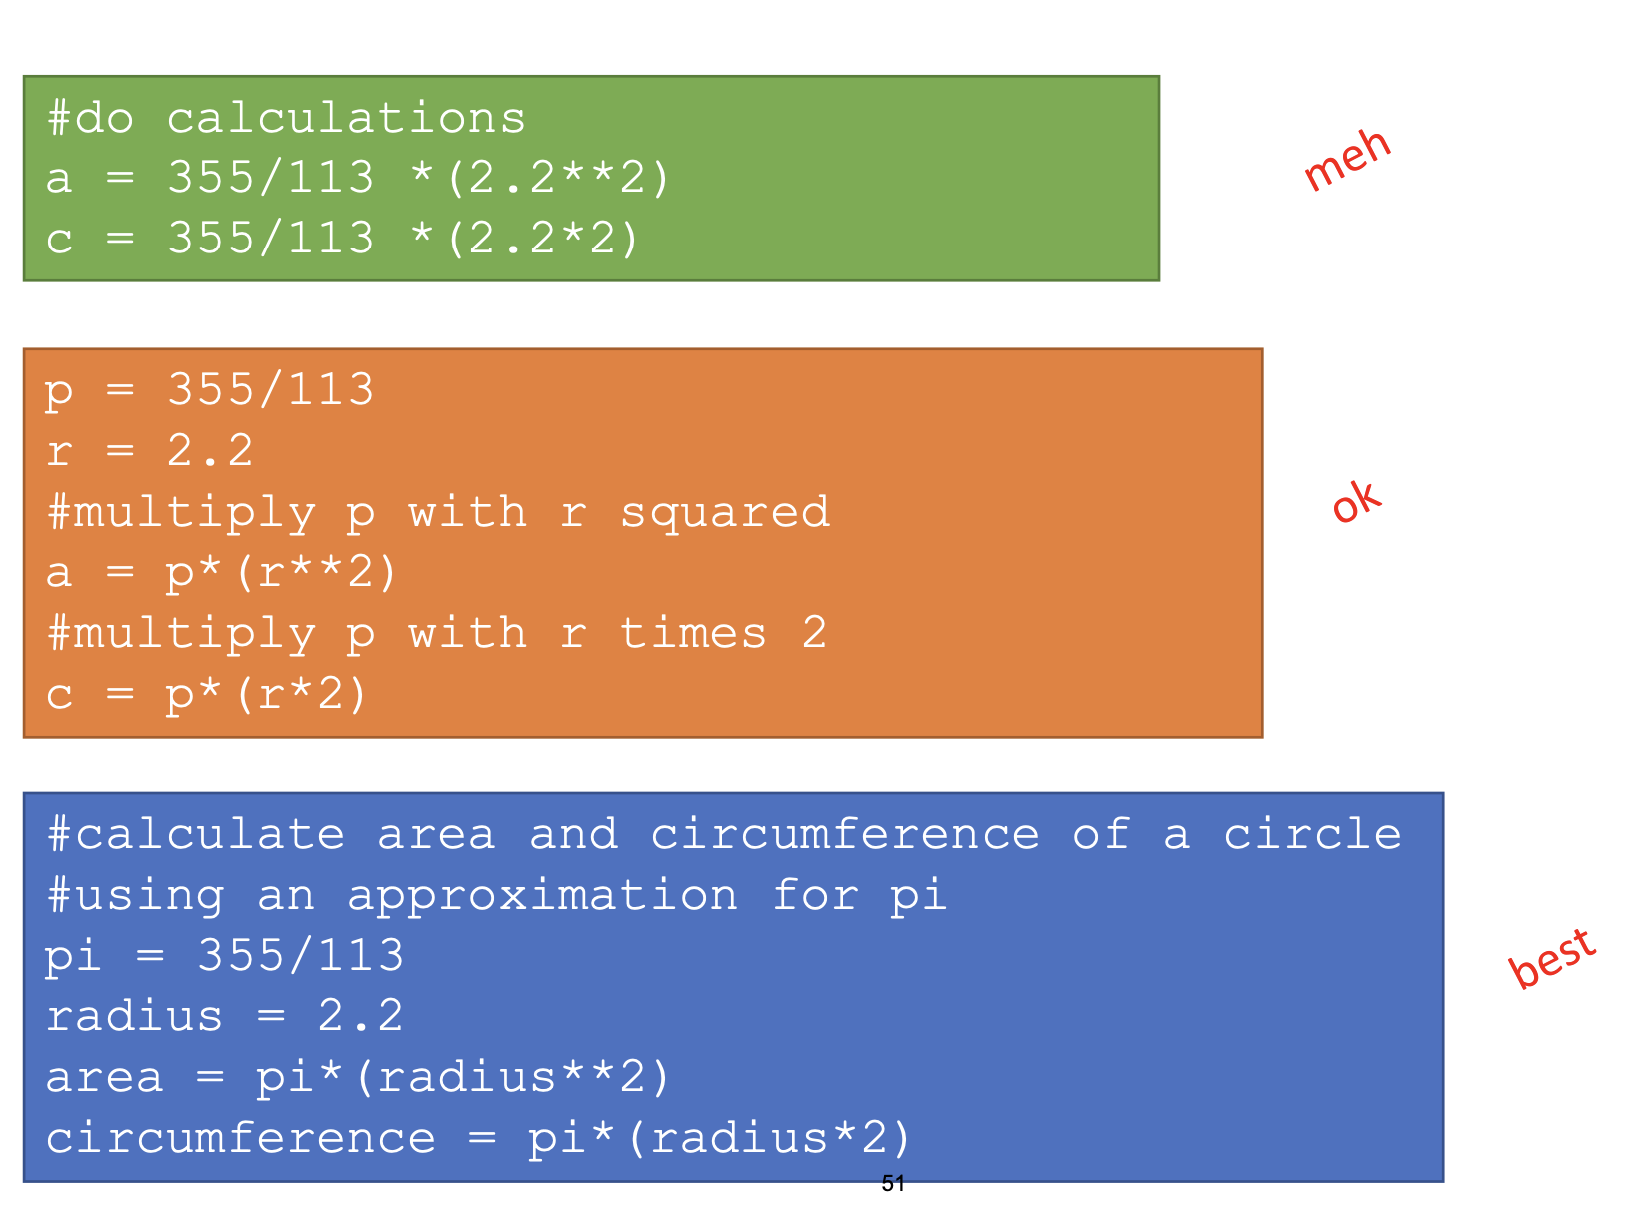 #do calculations
a = 355/113 *(2.2**2)
c = 355/113 *(2.2*2)
meh
p = 355/113
r = 2.2
#multiply p with r squared
a = p*(r**2)
#multiply p with r times 2
c = p*(r*2)
ok
#calculate area and circumference of a circle
#using an approximation for pi
pi = 355/113
radius = 2.2
area = pi*(radius**2)
circumference = pi*(radius*2)
best
51